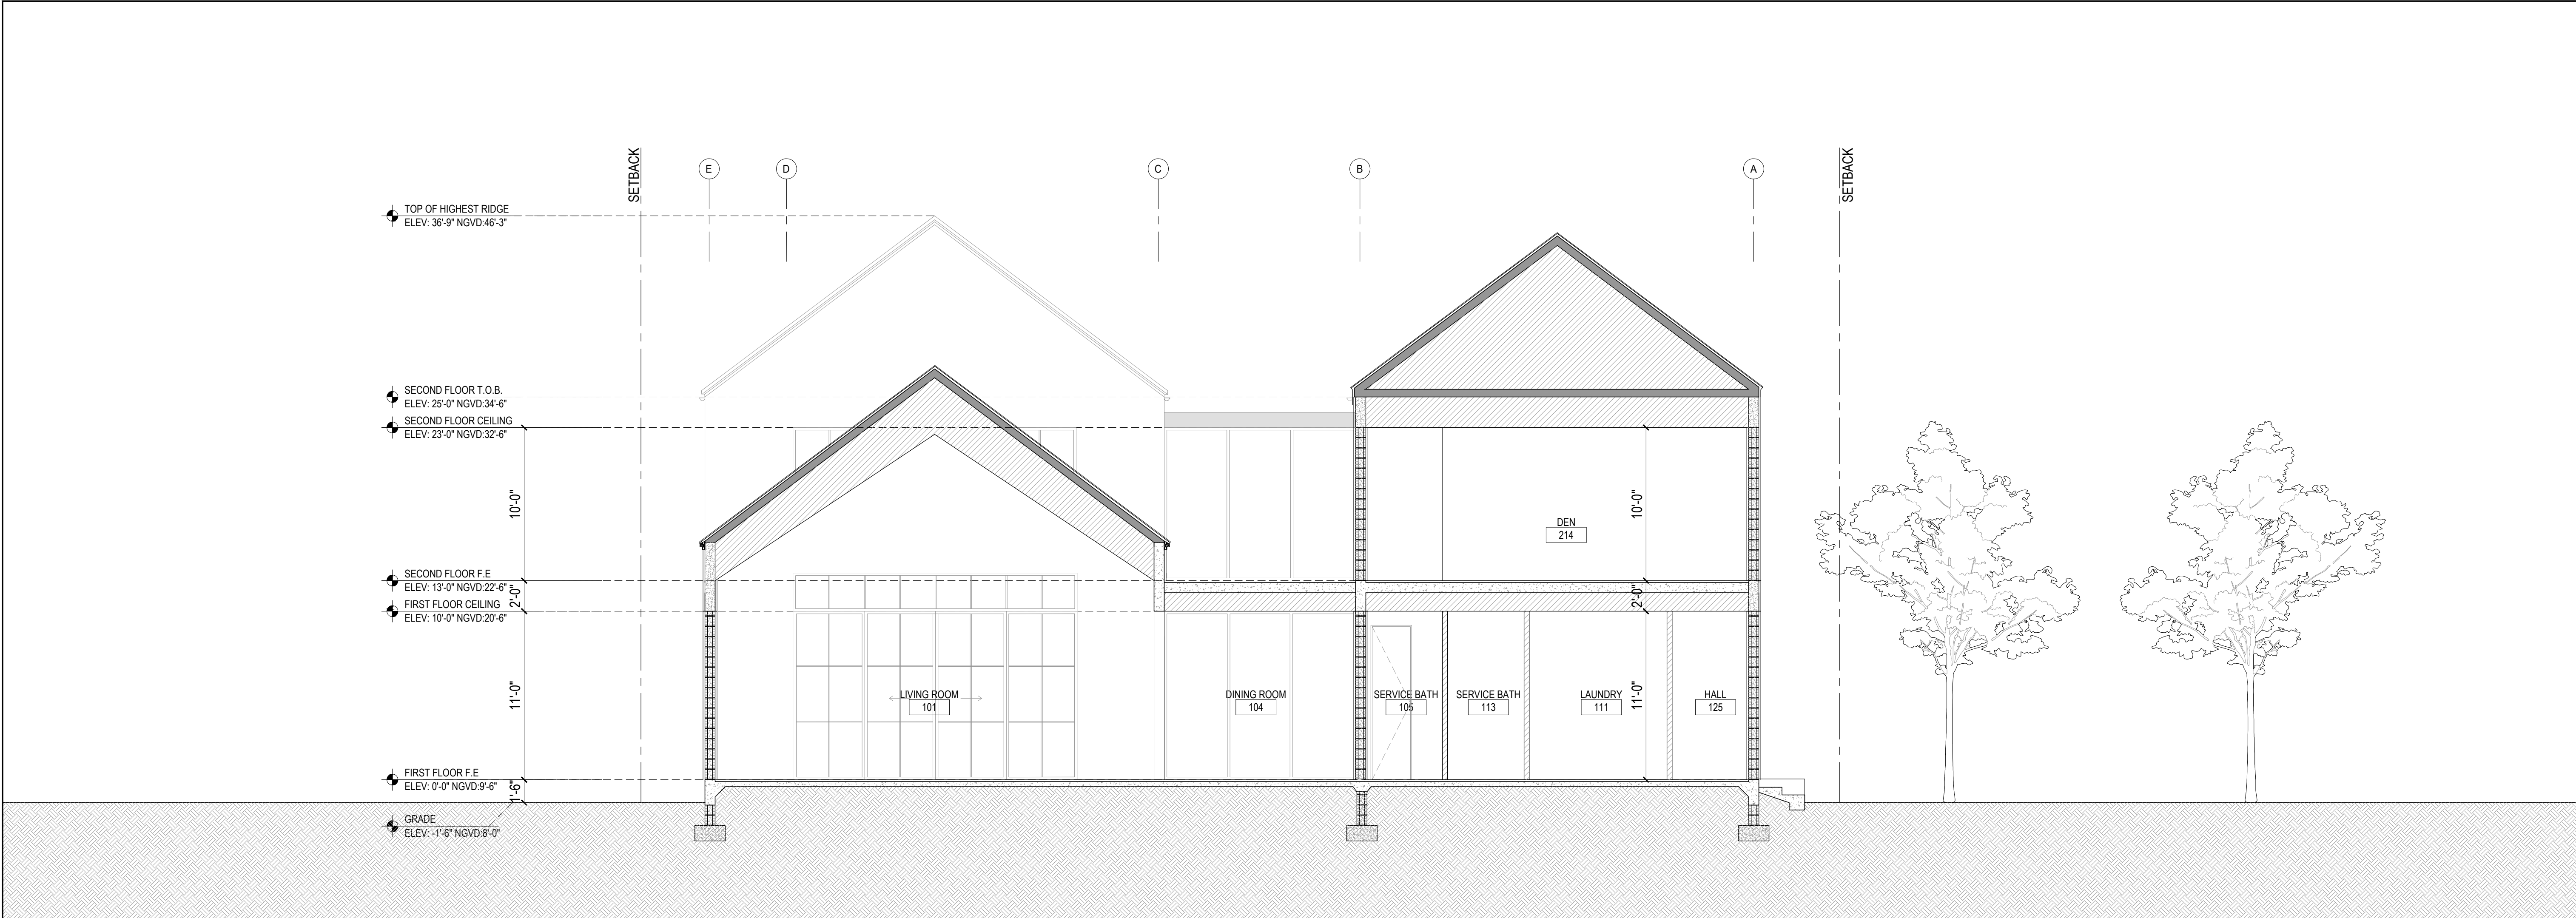 SETBACK
E
D
C
B
A
SETBACK
TOP OF HIGHEST RIDGE
ELEV: 36'-9" NGVD:46'-3"
SECOND FLOOR T.O.B.
ELEV: 25'-0" NGVD:34'-6"
SECOND FLOOR CEILING
ELEV: 23'-0" NGVD:32'-6"
10'-0"
10'-0"
DEN
214
SECOND FLOOR F.E
ELEV: 13'-0" NGVD:22'-6"
2'-0"
2'-0"
FIRST FLOOR CEILING
ELEV: 10'-0" NGVD:20'-6"
11'-0"
LIVING ROOM
101
DINING ROOM
104
SERVICE BATH
105
SERVICE BATH
113
LAUNDRY
111
11'-0"
HALL
125
FIRST FLOOR F.E
ELEV: 0'-0" NGVD:9'-6"
1'-6"
GRADE
ELEV: -1'-6" NGVD:8'-0"